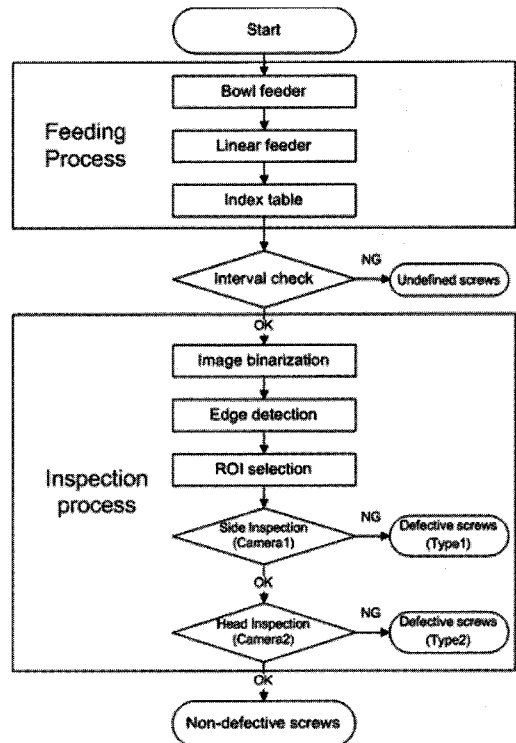 Start
Feeding
Process
Bowl feeder
Linear feeder
Index table
Interval check
NG
Undefined screws
OK
Inspection
process
Image binarization
Edge detection
ROI selection
Side Inspection
(Camera1)
NG
Defective screws
(Type1)
OK
Head Inspection
(Camera2)
NG
Defective screws
(Type2)
OK
Non-defective screws